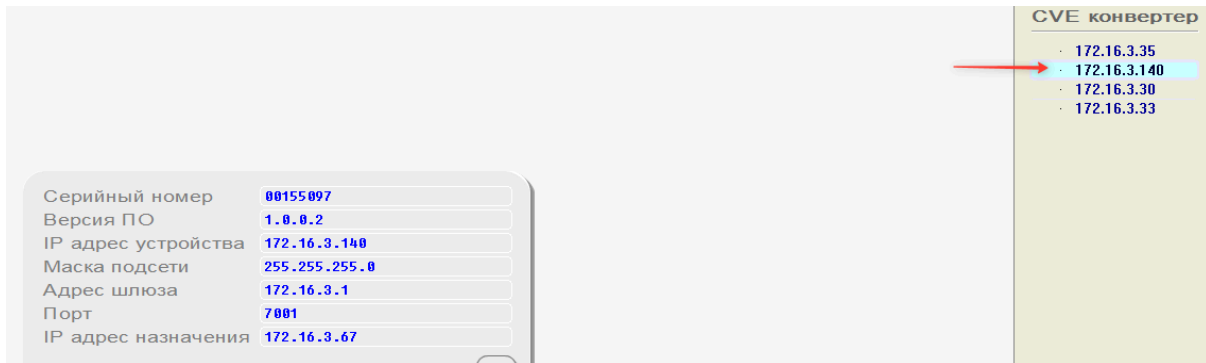 CVE конвертер
· 172.16.3.35
· 172.16.3.140
· 172.16.3.30
· 172.16.3.33
Серийный номер 00155097
Версия ПО 1.0.0.2
IP адрес устройства 172.16.3.140
Маска подсети 255.255.255.0
Адрес шлюза 172.16.3.1
Порт 7001
IP адрес назначения 172.16.3.67